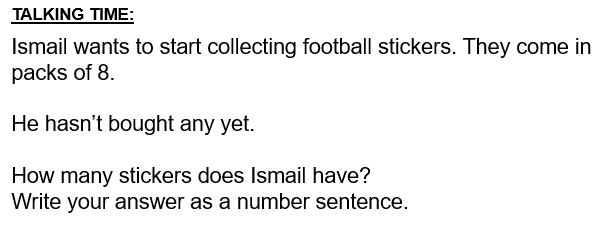 TALKING TIME:
Ismail wants to start collecting football stickers. They come in
packs of 8.
He hasn’t bought any yet.
How many stickers does Ismail have?
Write your answer as a number sentence.